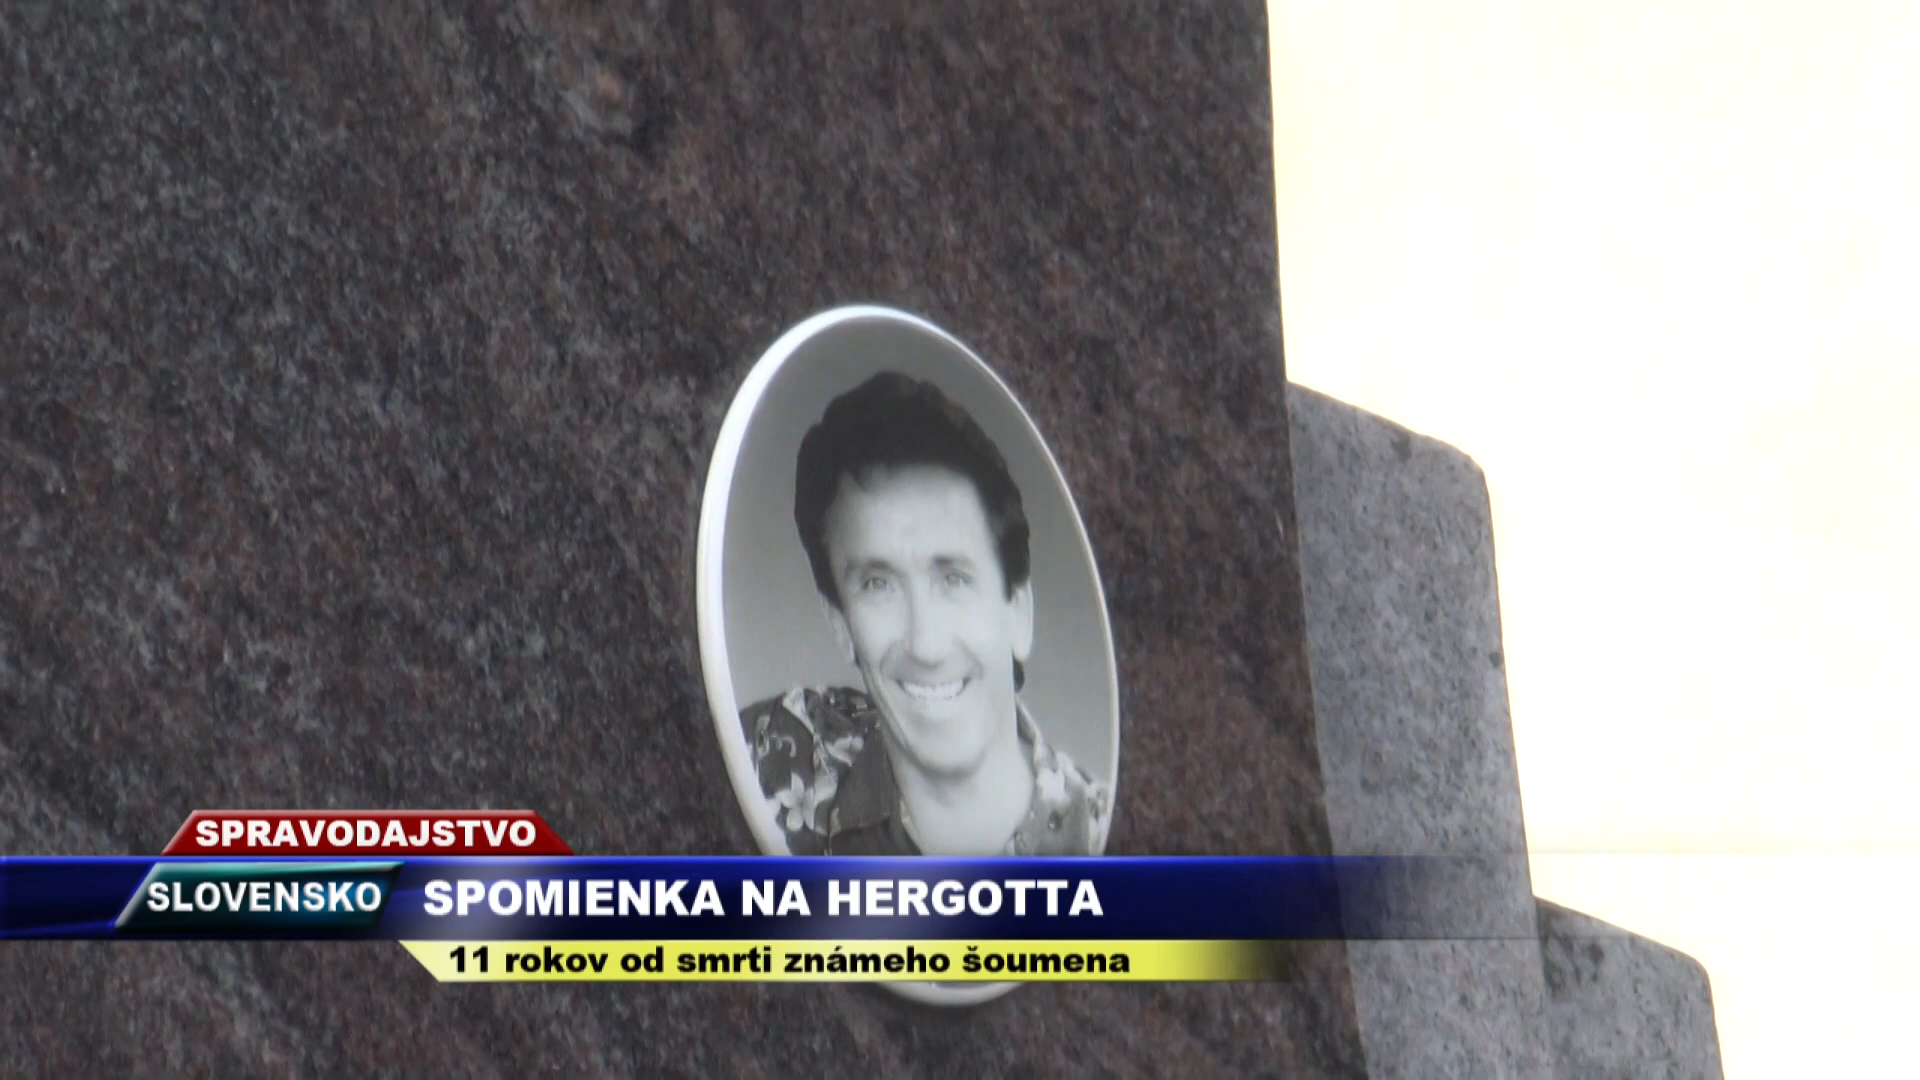 SPRAVODAJSTVO
SLOVENSKO
SPOMIENKA NA HERGOTTA
11 rokov od smrti známeho šoumena